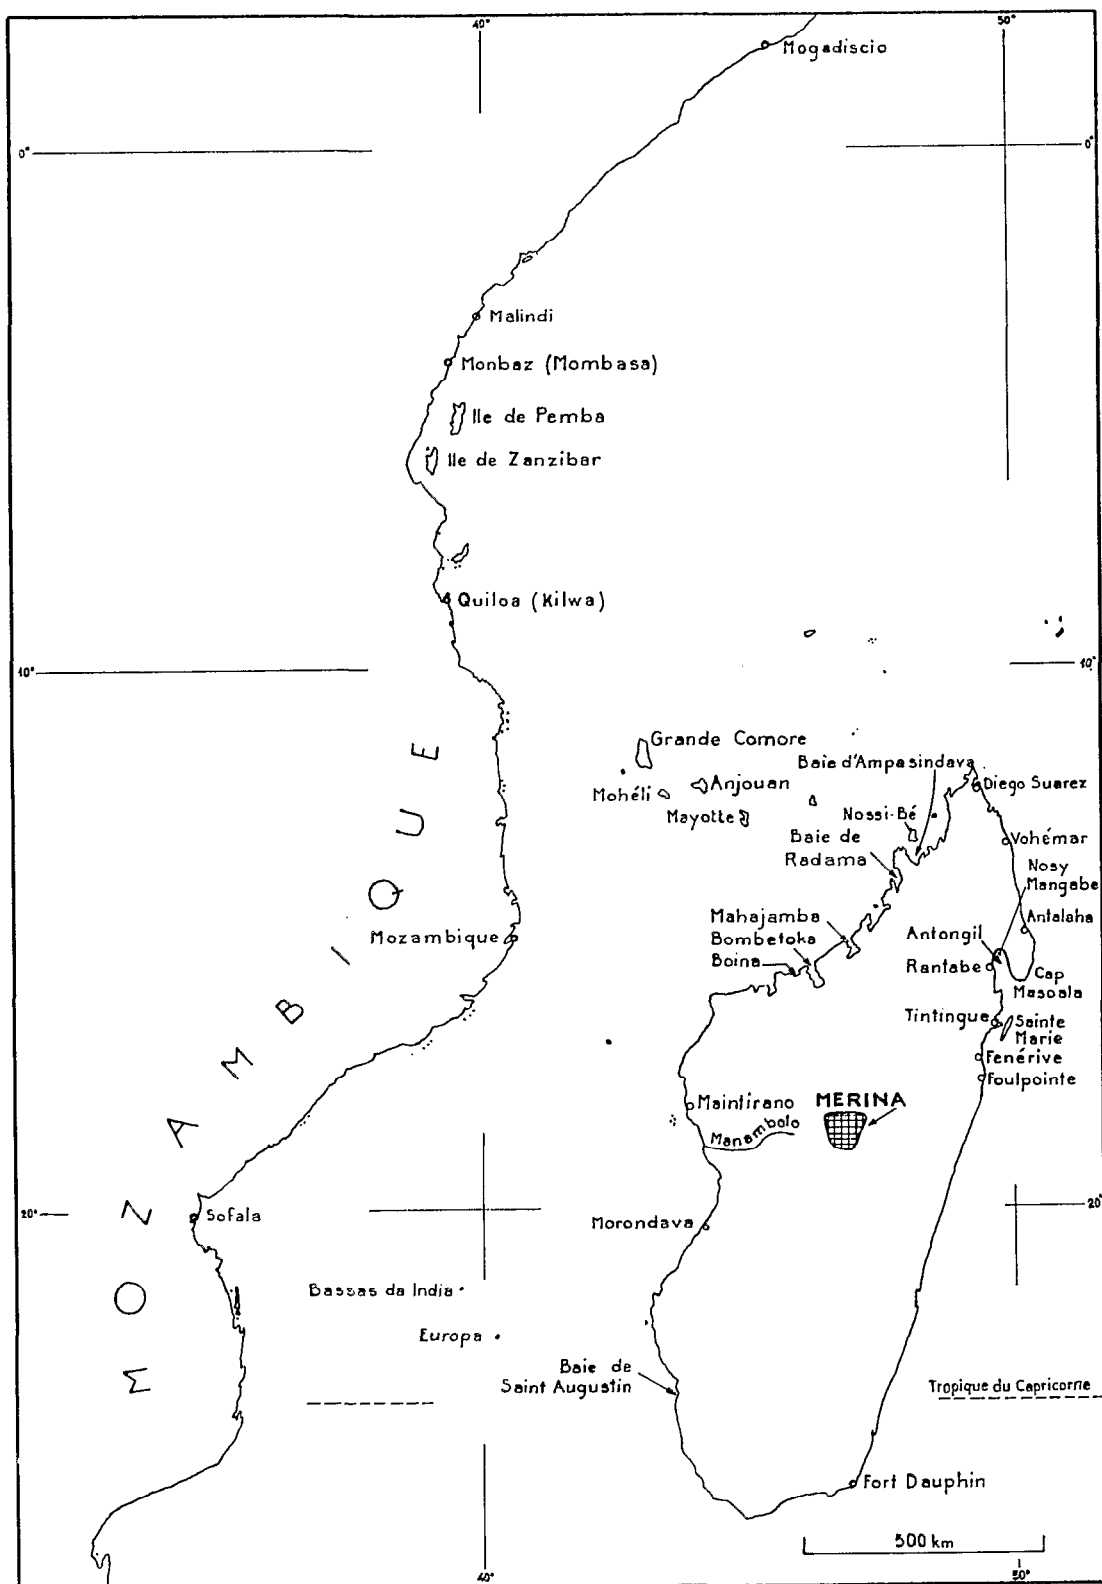 40°
50°
Mogadiscio
0°
0°
Malindi
Monbaz (Mombasa)
Ile de Pemba
Ile de Zanzibar
Quiloa (Kilwa)
10°
10°
Grande Comore
Baie d'Ampasindava
Mohéli
Anjouan
Diego Suarez
Mayotte
Nossi-Bé
Baie de
Radama
Vohémar
Nosy
Mangabe
Mahajamba
Antalaha
Bombetoka
Antongil
Mozambique
Boina
Rantabe
Cap
Masoala
Tintingue
Sainte
Marie
Fenérive
Foulpointe
Maintirano
MERINA
Manambolo
MOZAMBIQUE
20°
Sofala
20°
Morondava
Bassas da India
Europa
Baie de
Saint Augustin
Tropique du Capricorne
Fort Dauphin
500 km
40°
50°